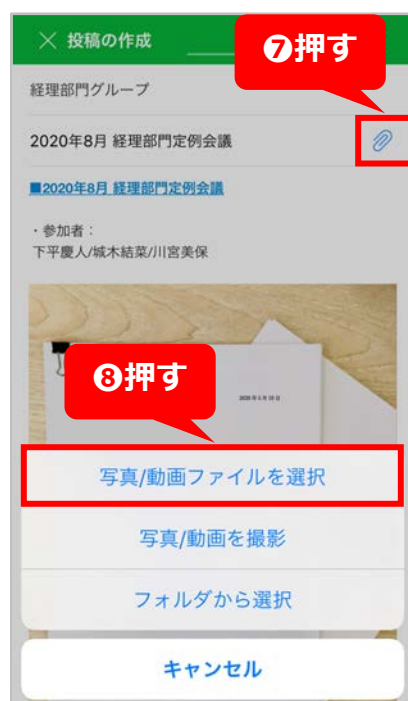 投稿の作成
❼押す
経理部門グループ
2020年8月 経理部門定例会議
■2020年8月 経理部門定例会議
・参加者：
下平慶人/城木結菜/川宮美保
❽押す
写真/動画ファイルを選択
写真/動画を撮影
フォルダから選択
キャンセル